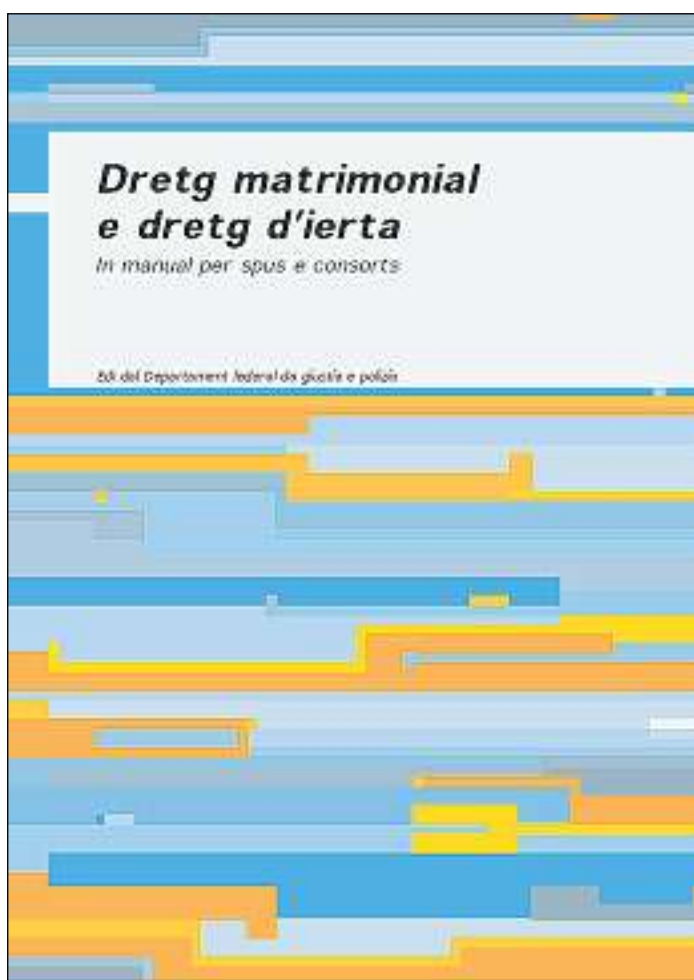 Dretg matrimonial
e dretg d'ierta
In manual per spus e consorts
Edì dal Departament federal da giustia e polizia